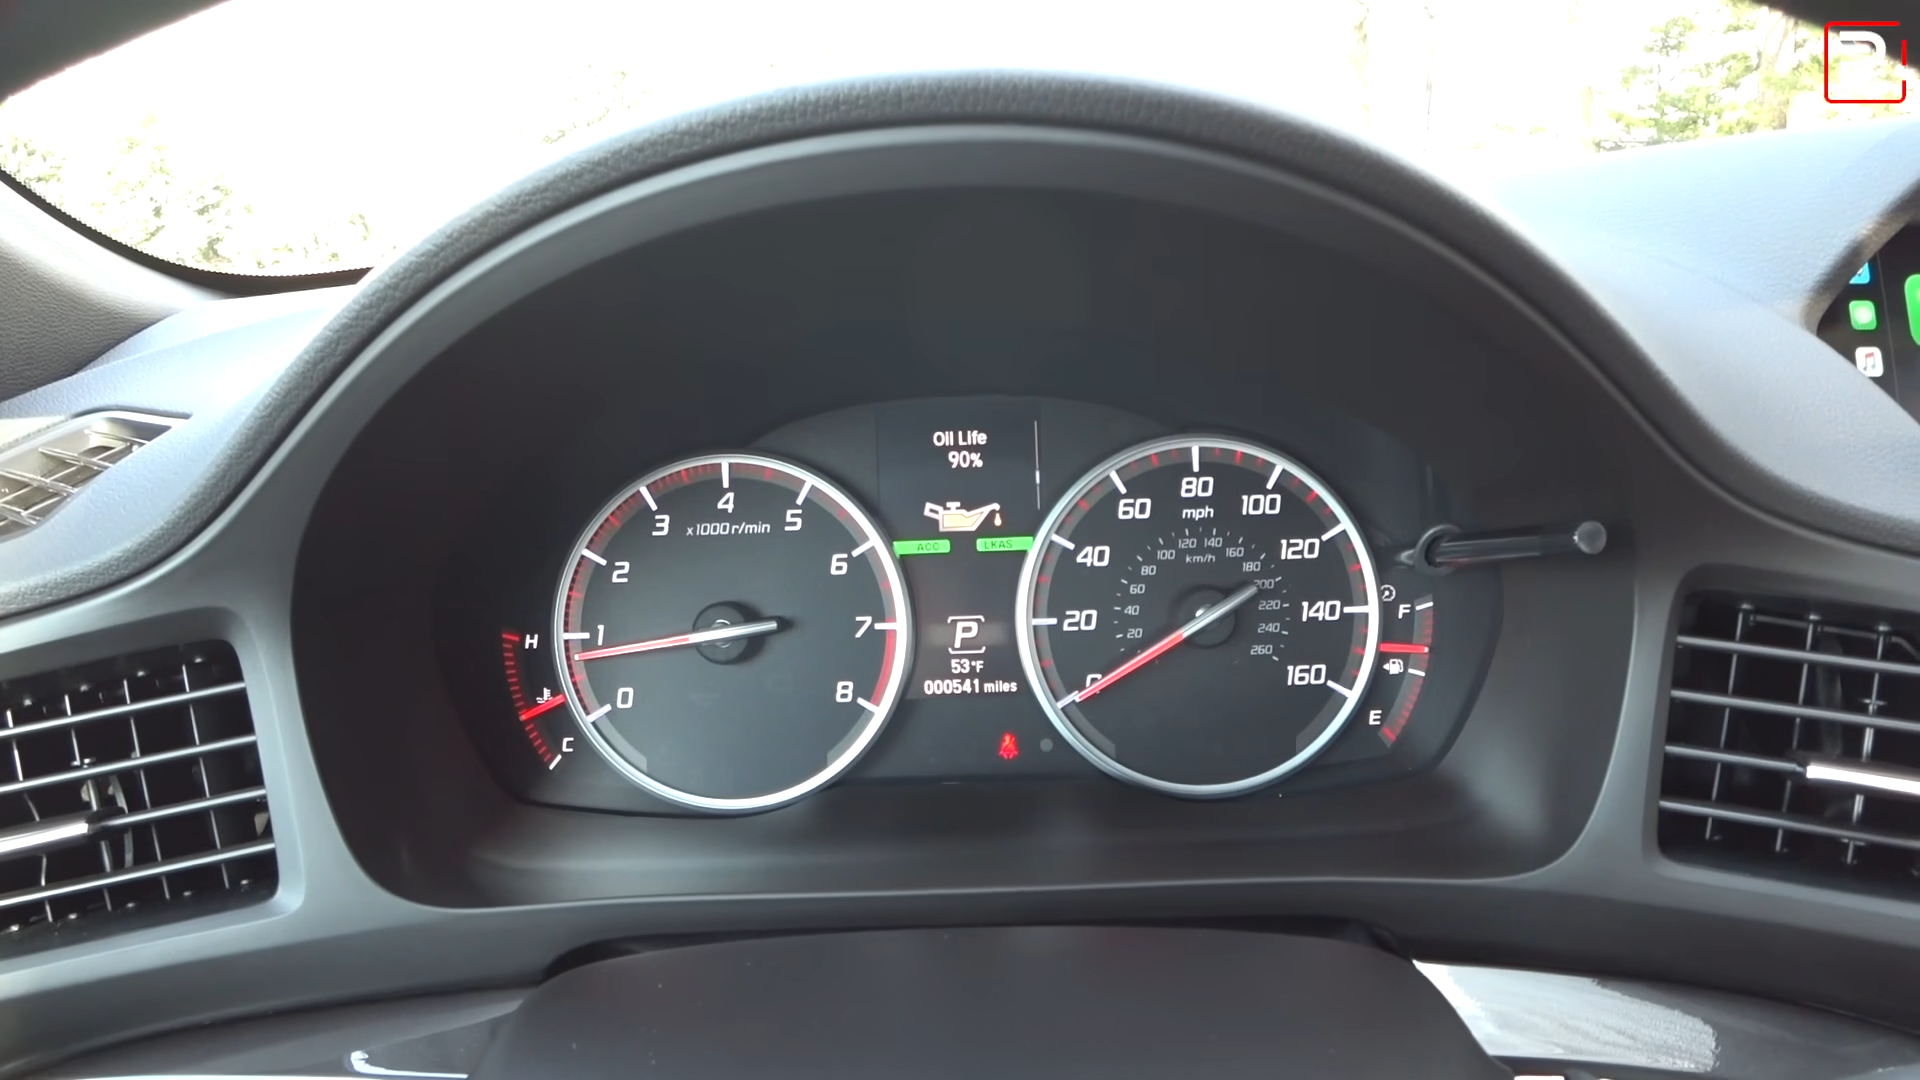 Oil Life
90%
ACC LKAS
0 1 2 3 4 5 6 7 8
x1000 r/min
H
C
P
53°F
000541 miles
20 40 60 80 100 120 140 160
mph
20 40 60 80 100 120 140 160 180 200 220 240 260
km/h
F
E